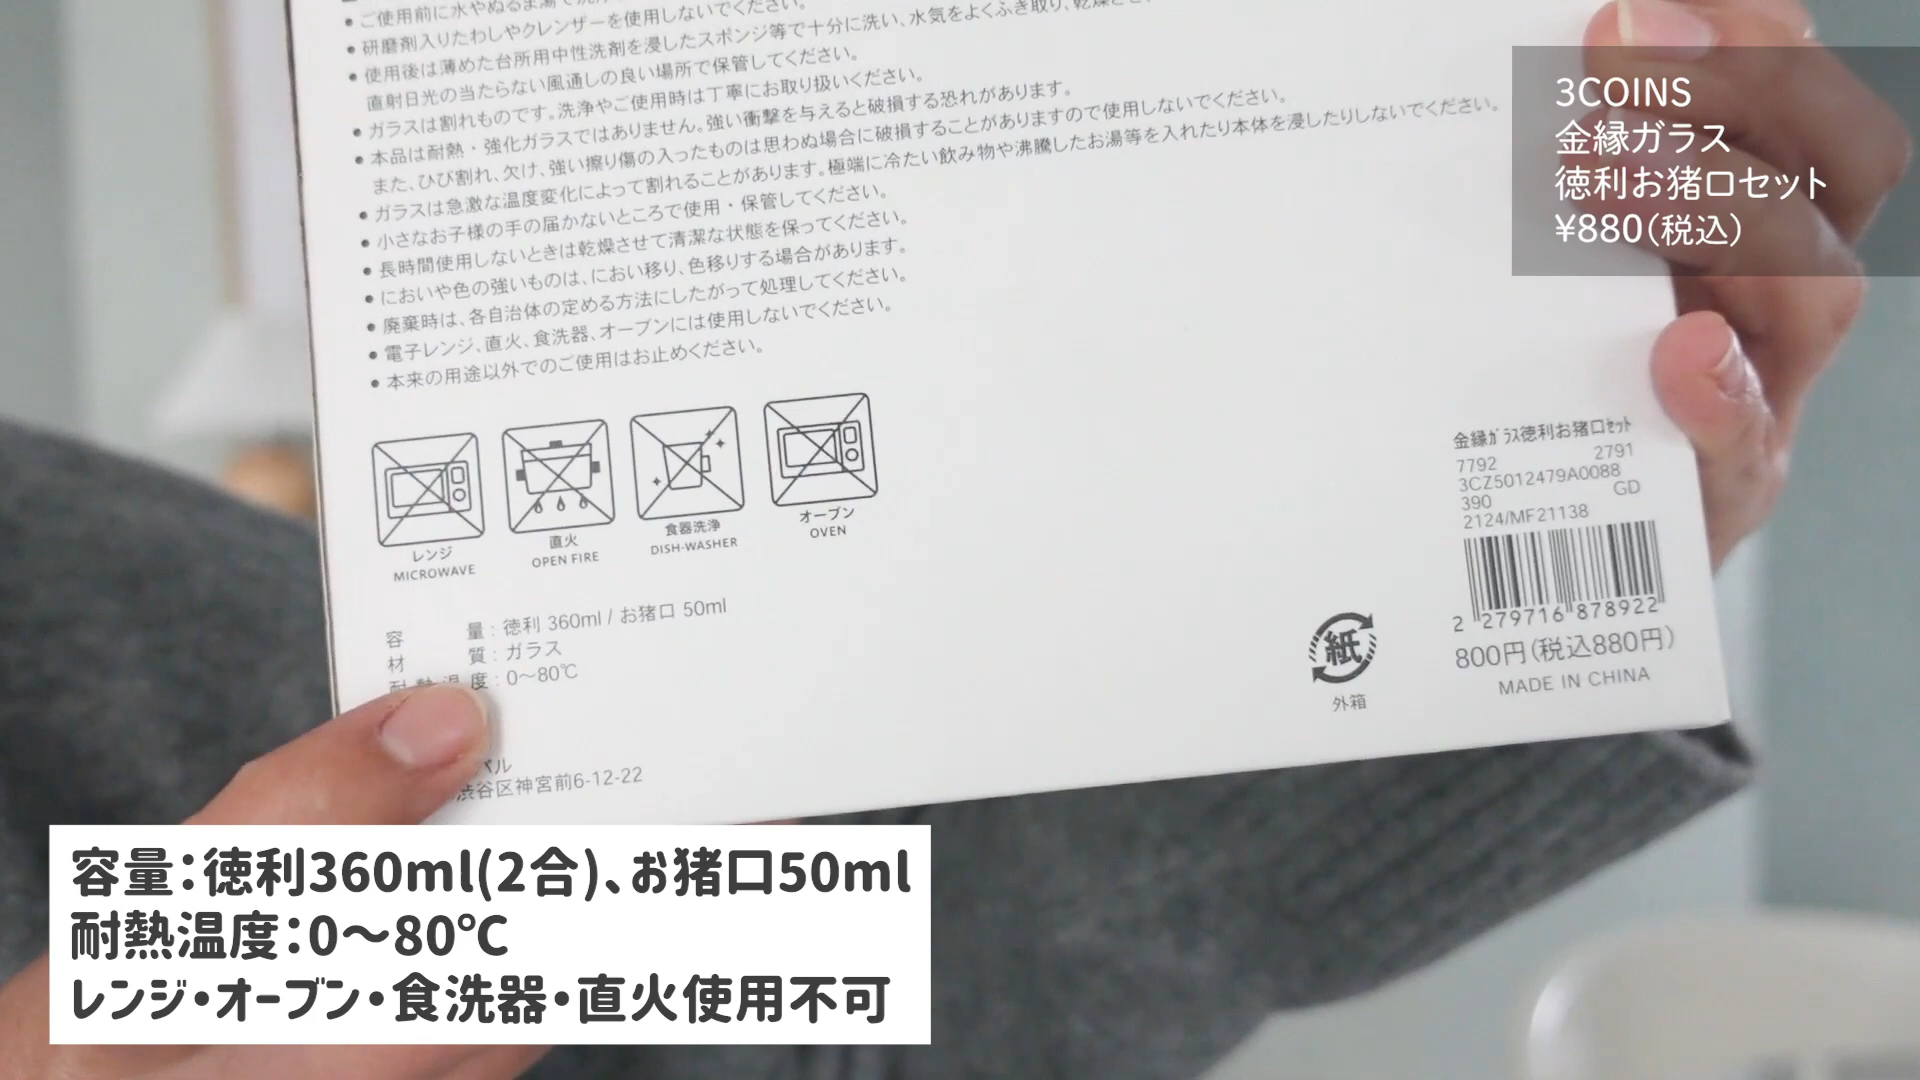 ● ご使用前に水やぬるま湯で洗
● 研磨剤入りたわしやクレンザーを使用しないでください。
● 使用後は薄めた台所用中性洗剤を浸したスポンジ等で十分に洗い、水気をよくふき取り、乾燥させ
直射日光の当たらない風通しの良い場所で保管してください。
● ガラスは割れものです。洗浄やご使用時は丁寧にお取り扱いください。
● 本品は耐熱・強化ガラスではありません。強い衝撃を与えると破損する恐れがあります。
また、ひび割れ、欠け、強い擦り傷の入ったものは思わぬ場合に破損することがありますので使用しないでください。
● ガラスは急激な温度変化によって割れることがあります。極端に冷たい飲み物や沸騰したお湯等を入れたり本体を浸したりしないでください。
● 小さなお子様の手の届かないところで使用・保管してください。
● 長時間使用しないときは乾燥させて清潔な状態を保ってください。
● においや色の強いものは、におい移り、色移りする場合があります。
● 廃棄時は、各自治体の定める方法にしたがって処理してください。
● 電子レンジ、直火、食洗器、オーブンには使用しないでください。
● 本来の用途以外でのご使用はお止めください。
レンジ
MICROWAVE
直火
OPEN FIRE
食器洗浄
DISH-WASHER
オーブン
OVEN
容 量 : 徳利 360ml / お猪口 50ml
材 質 : ガラス
耐熱温度 : 0〜80℃
バル
渋谷区神宮前6-12-22
紙
外箱
金縁ｶﾞﾗｽ徳利お猪口ｾｯﾄ
7792 2791
3CZ5012479A0088
390 GD
2124/MF21138
2 279716 878922
800円(税込880円)
MADE IN CHINA
3COINS
金縁ガラス
徳利お猪口セット
¥880(税込)
容量:徳利360ml(2合)、お猪口50ml
耐熱温度:0〜80℃
レンジ・オーブン・食洗器・直火使用不可